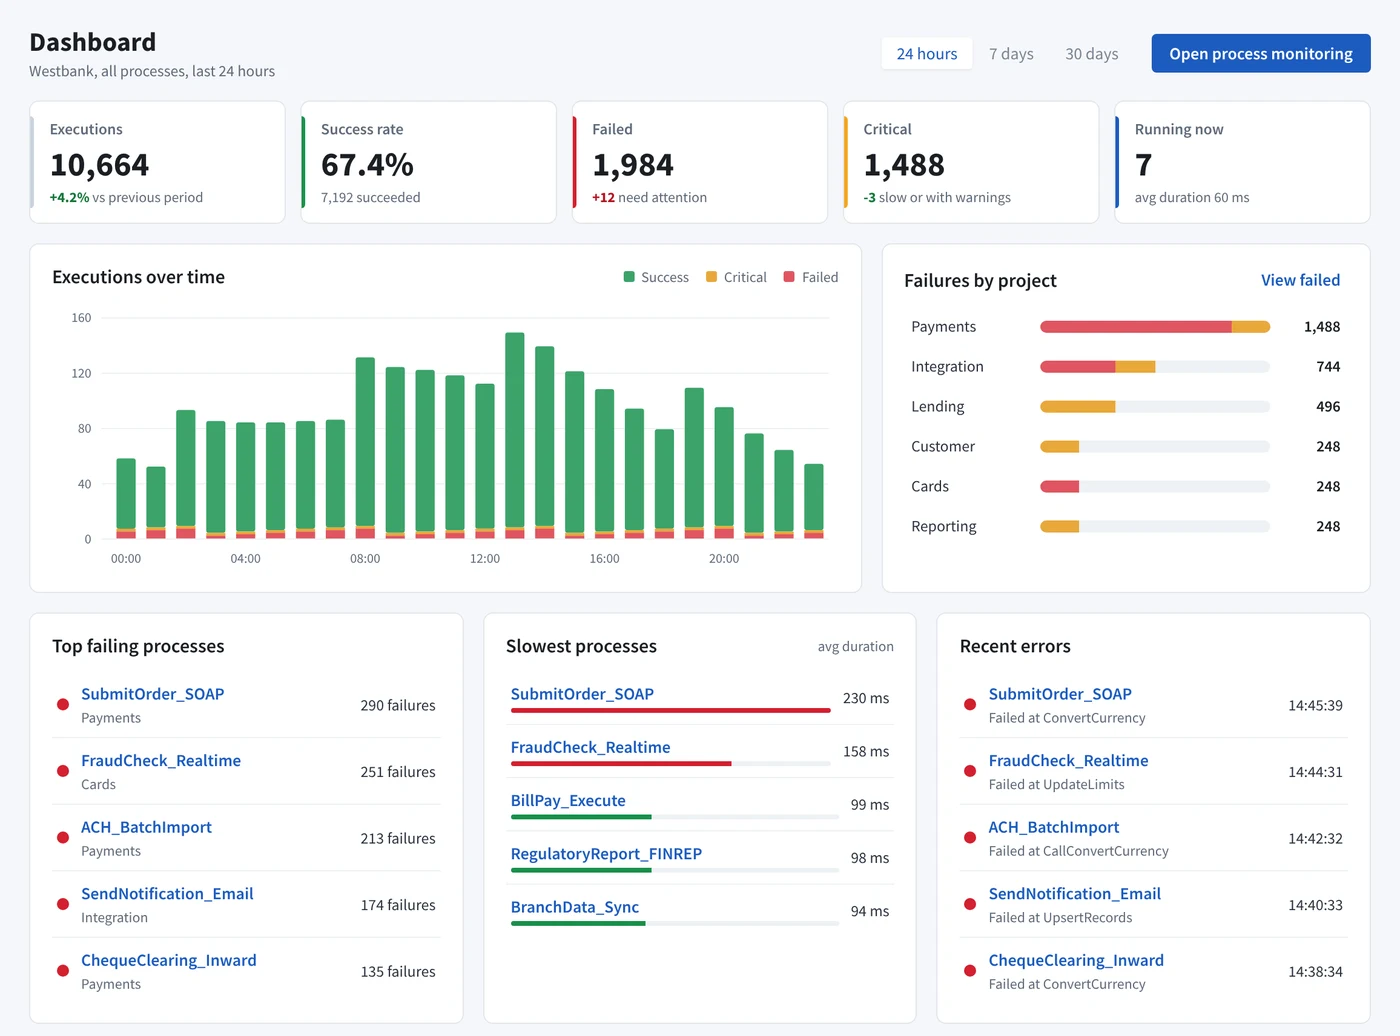 Dashboard
Westbank, all processes, last 24 hours
24 hours
7 days
30 days
Open process monitoring
Executions
10,664
+4.2% vs previous period
Success rate
67.4%
7,192 succeeded
Failed
1,984
+12 need attention
Critical
1,488
-3 slow or with warnings
Running now
7
avg duration 60 ms
Executions over time
Success
Critical
Failed
160
120
80
40
0
00:00
04:00
08:00
12:00
16:00
20:00
Failures by project
View failed
Payments
1,488
Integration
744
Lending
496
Customer
248
Cards
248
Reporting
248
Top failing processes
SubmitOrder_SOAP
Payments
290 failures
FraudCheck_Realtime
Cards
251 failures
ACH_BatchImport
Payments
213 failures
SendNotification_Email
Integration
174 failures
ChequeClearing_Inward
Payments
135 failures
Slowest processes
avg duration
SubmitOrder_SOAP
230 ms
FraudCheck_Realtime
158 ms
BillPay_Execute
99 ms
RegulatoryReport_FINREP
98 ms
BranchData_Sync
94 ms
Recent errors
SubmitOrder_SOAP
Failed at ConvertCurrency
14:45:39
FraudCheck_Realtime
Failed at UpdateLimits
14:44:31
ACH_BatchImport
Failed at CallConvertCurrency
14:42:32
SendNotification_Email
Failed at UpsertRecords
14:40:33
ChequeClearing_Inward
Failed at ConvertCurrency
14:38:34